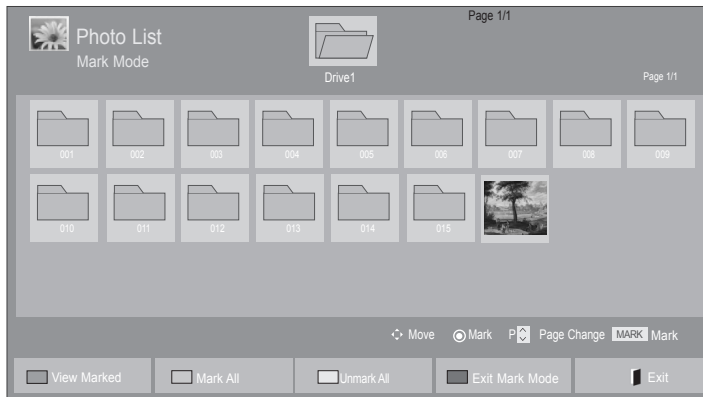 Page 1/1
Photo List
Mark Mode
Drive1
Page 1/1
001 002 003 004 005 006 007 008 009
010 011 012 013 014 015
Move Mark P Page Change MARK Mark
View Marked Mark All Unmark All Exit Mark Mode Exit